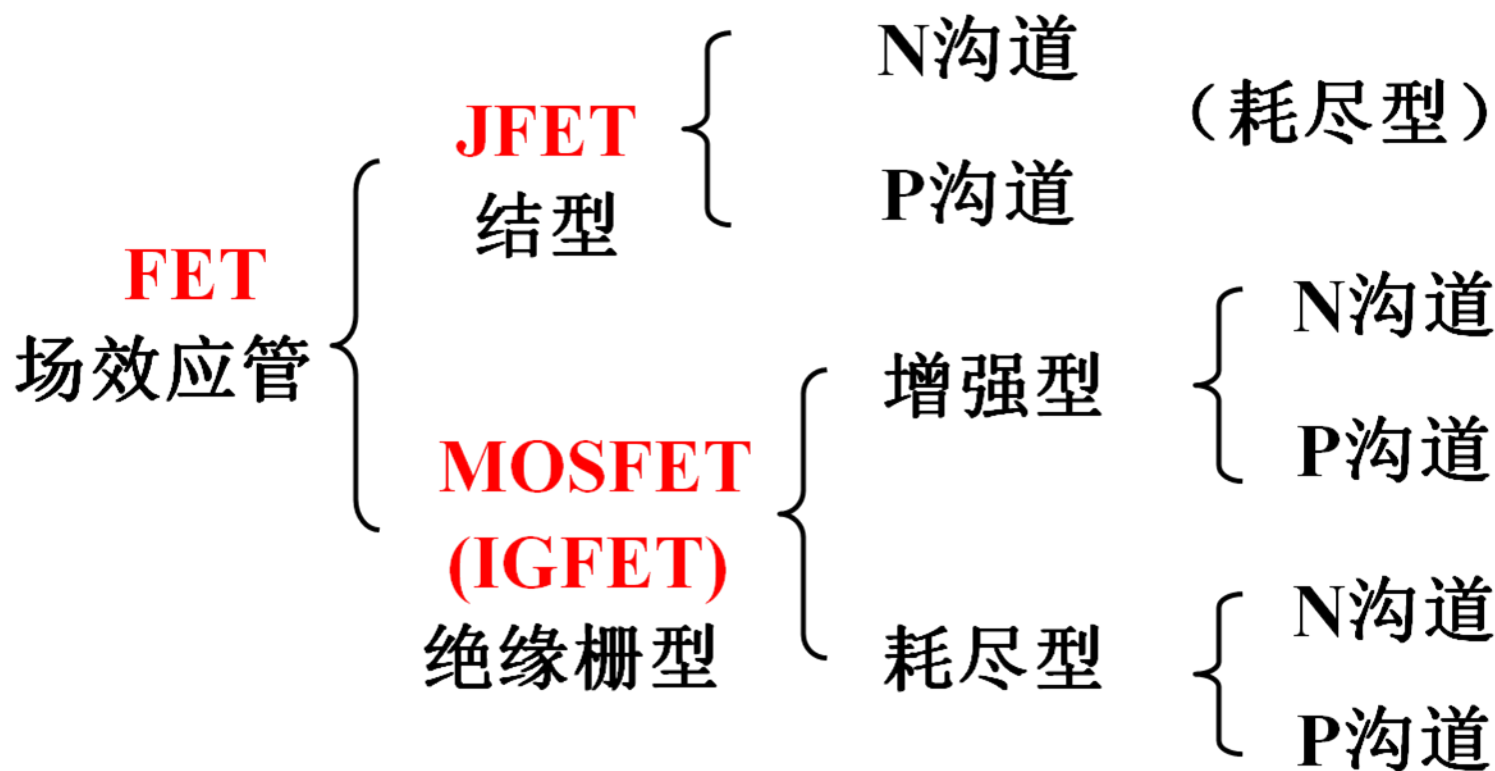 FET
场效应管
JFET
结型
N沟道
P沟道
（耗尽型）
MOSFET
(IGFET)
绝缘栅型
增强型
N沟道
P沟道
耗尽型
N沟道
P沟道